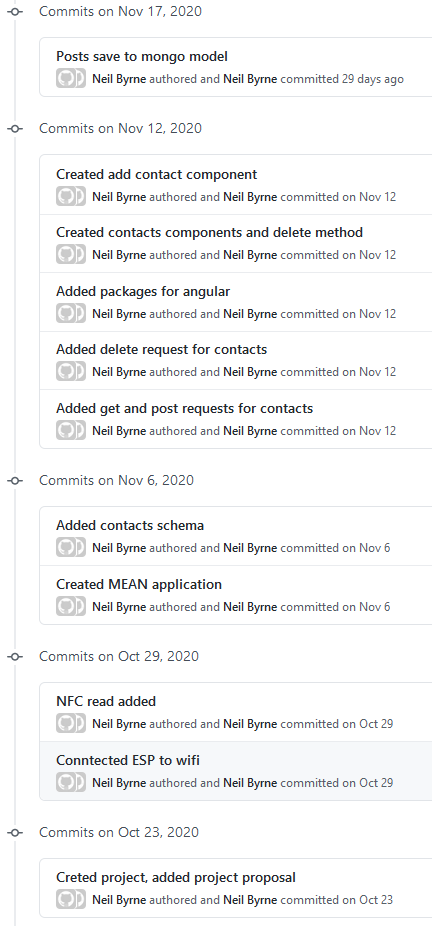 Commits on Nov 17, 2020
Posts save to mongo model
Neil Byrne authored and Neil Byrne committed 29 days ago
Commits on Nov 12, 2020
Created add contact component
Neil Byrne authored and Neil Byrne committed on Nov 12
Created contacts components and delete method
Neil Byrne authored and Neil Byrne committed on Nov 12
Added packages for angular
Neil Byrne authored and Neil Byrne committed on Nov 12
Added delete request for contacts
Neil Byrne authored and Neil Byrne committed on Nov 12
Added get and post requests for contacts
Neil Byrne authored and Neil Byrne committed on Nov 12
Commits on Nov 6, 2020
Added contacts schema
Neil Byrne authored and Neil Byrne committed on Nov 6
Created MEAN application
Neil Byrne authored and Neil Byrne committed on Nov 6
Commits on Oct 29, 2020
NFC read added
Neil Byrne authored and Neil Byrne committed on Oct 29
Conntected ESP to wifi
Neil Byrne authored and Neil Byrne committed on Oct 29
Commits on Oct 23, 2020
Creted project, added project proposal
Neil Byrne authored and Neil Byrne committed on Oct 23